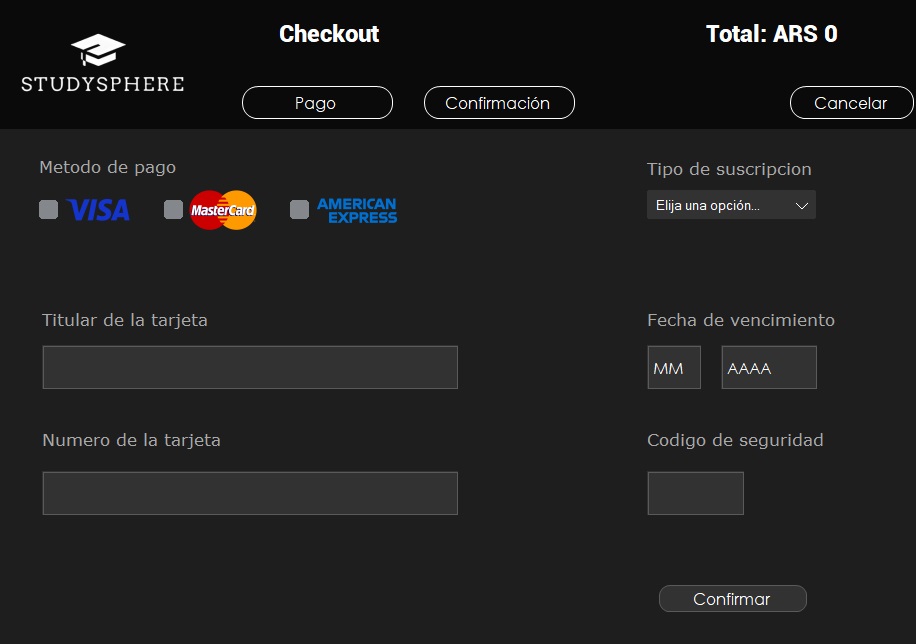 Checkout
Total: ARS 0
STUDYSPHERE
Pago
Confirmación
Cancelar
Metodo de pago
Tipo de suscripcion
VISA
MasterCard
AMERICAN
EXPRESS
Elija una opción...
Titular de la tarjeta
Fecha de vencimiento
MM
AAAA
Numero de la tarjeta
Codigo de seguridad
Confirmar